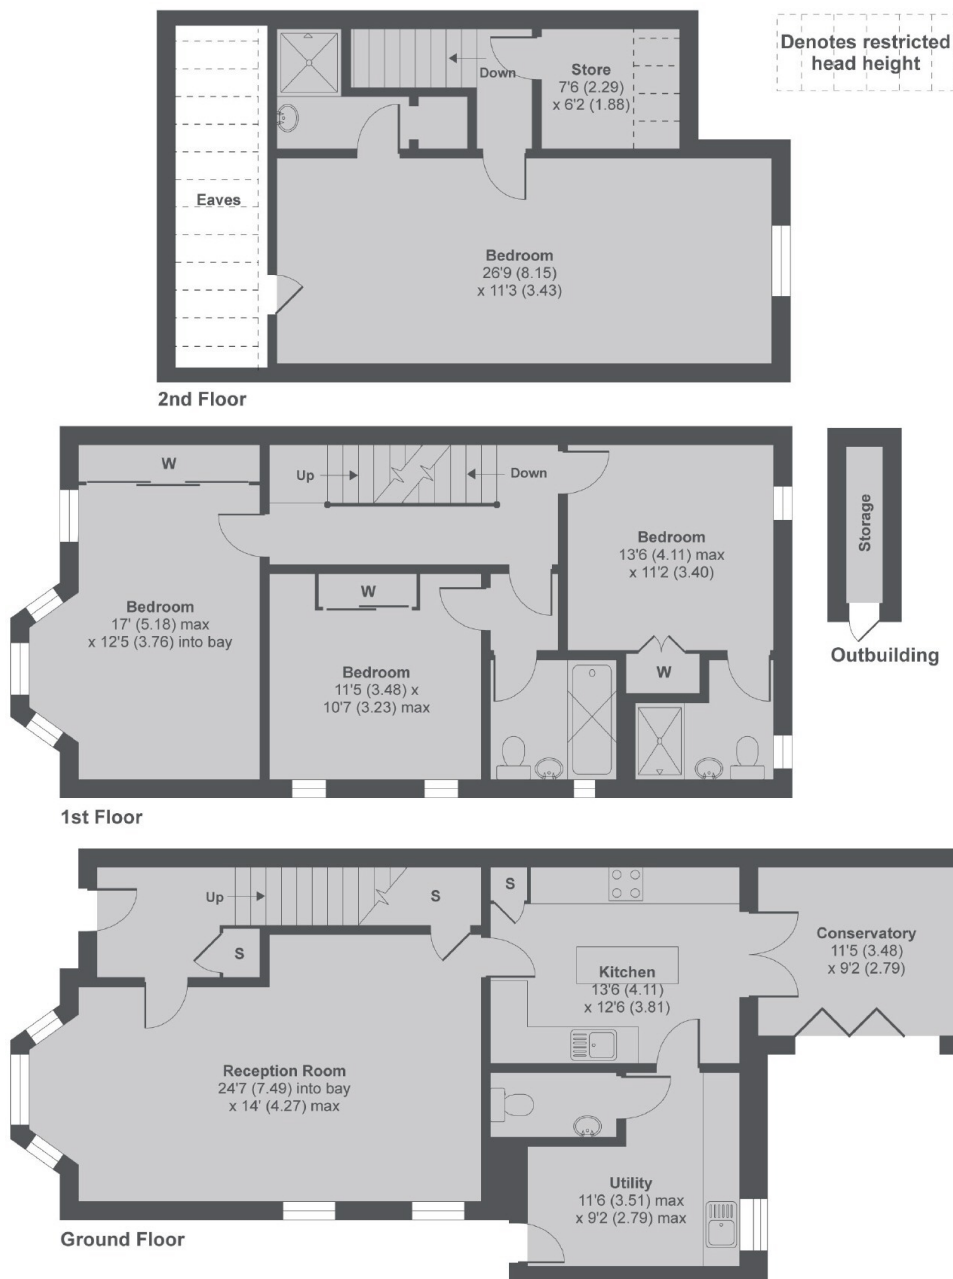 Denotes restricted
head height
Down
Store
7'6 (2.29)
x 6'2 (1.88)
Eaves
Bedroom
26'9 (8.15)
x 11'3 (3.43)
2nd Floor
W
Up
Down
Bedroom
13'6 (4.11) max
x 11'2 (3.40)
Storage
Outbuilding
Bedroom
17' (5.18) max
x 12'5 (3.76) into bay
W
Bedroom
11'5 (3.48) x
10'7 (3.23) max
W
1st Floor
Up
S
S
S
Kitchen
13'6 (4.11)
x 12'6 (3.81)
Conservatory
11'5 (3.48)
x 9'2 (2.79)
Reception Room
24'7 (7.49) into bay
x 14' (4.27) max
Utility
11'6 (3.51) max
x 9'2 (2.79) max
Ground Floor